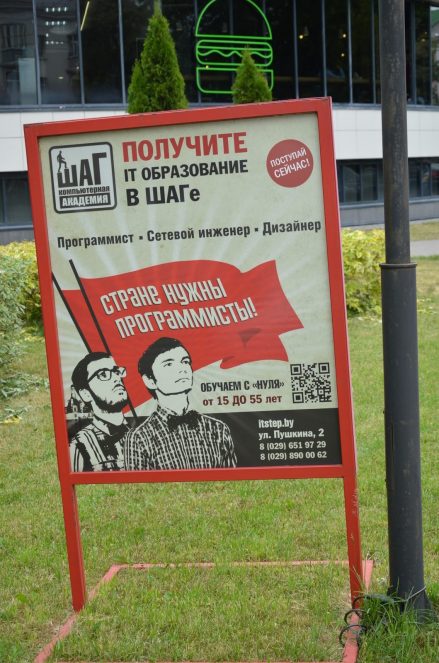 ШАГ
КОМПЬЮТЕРНАЯ
АКАДЕМИЯ
ПОЛУЧИТЕ
IT ОБРАЗОВАНИЕ
В ШАГе
ПОСТУПАЙ
СЕЙЧАС!
Программист ▪ Сетевой инженер ▪ Дизайнер
СТРАНЕ НУЖНЫ
ПРОГРАММИСТЫ!
ОБУЧАЕМ С «НУЛЯ»
от 15 ДО 55 лет
itstep.by
ул. Пушкина, 2
8 (029) 651 97 29
8 (029) 890 00 62